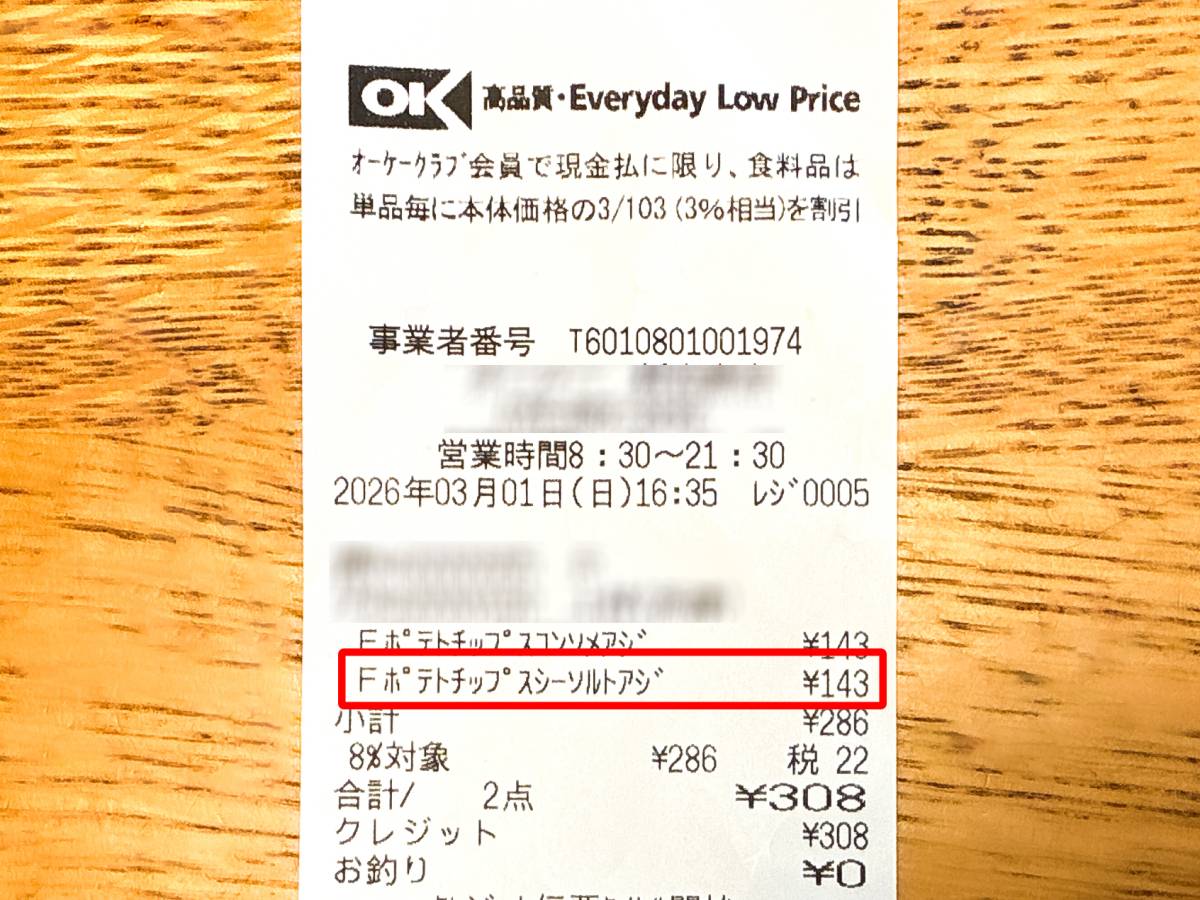 OK 高品質・Everyday Low Price
オーケークラブ会員で現金払に限り、食料品は
単品毎に本体価格の3/103(3%相当)を割引
事業者番号 T6010801001974
営業時間8:30～21:30
2026年03月01日(日)16:35 レジ0005
Fポテトチップスコンソメアジ ¥143
Fポテトチップスシーソルトアジ ¥143
小計 ¥286
8%対象 ¥286 税 22
合計/ 2点 ¥308
クレジット ¥308
お釣り ¥0